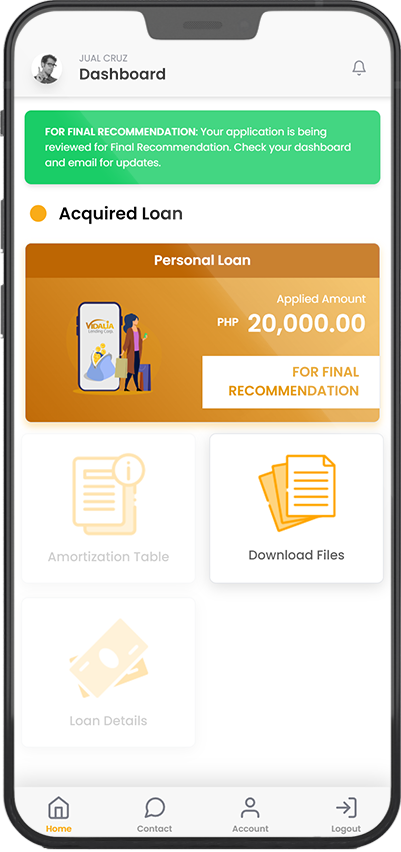 JUAL CRUZ
Dashboard
FOR FINAL RECOMMENDATION: Your application is being
reviewed for Final Recommendation. Check your dashboard
and email for updates.
Acquired Loan
Personal Loan
Applied Amount
PHP 20,000.00
VIDALIA
Lending Corp.
FOR FINAL
RECOMMENDATION
Amortization Table
Download Files
Loan Details
Home
Contact
Account
Logout